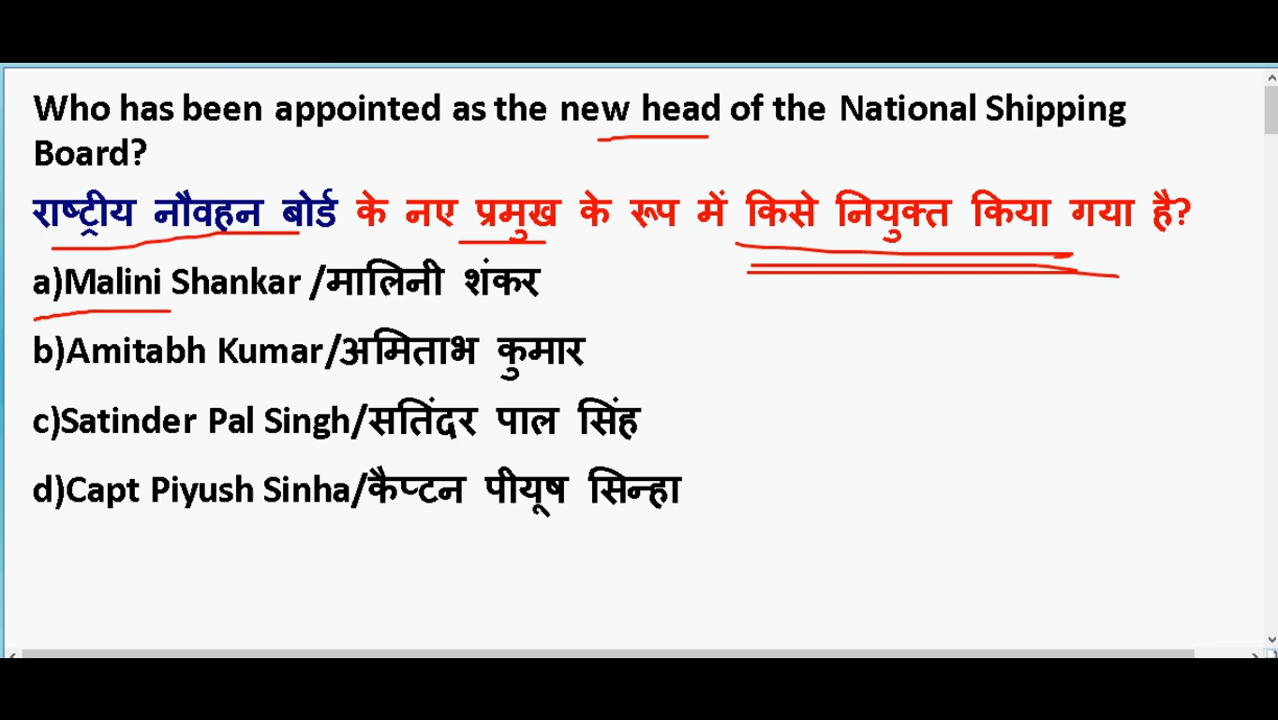 Who has been appointed as the new head of the National Shipping
Board?
राष्ट्रीय नौवहन बोर्ड के नए प्रमुख के रूप में किसे नियुक्त किया गया है?
a)Malini Shankar /मालिनी शंकर
b)Amitabh Kumar/अमिताभ कुमार
c)Satinder Pal Singh/सतिंदर पाल सिंह
d)Capt Piyush Sinha/कैप्टन पीयूष सिन्हा